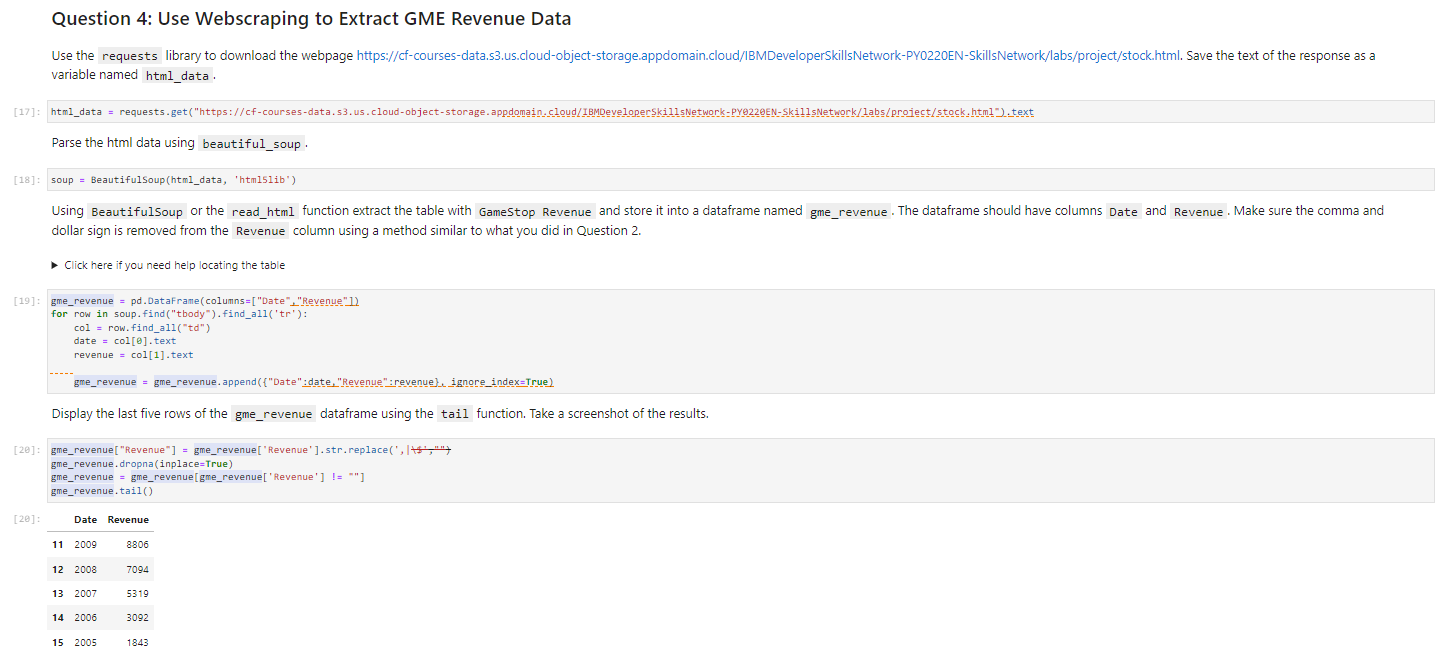 Question 4: Use Webscraping to Extract GME Revenue Data
Use the requests library to download the webpage https://cf-courses-data.s3.us.cloud-object-storage.appdomain.cloud/IBMDeveloperSkillsNetwork-PY0220EN-SkillsNetwork/labs/project/stock.html. Save the text of the response as a
variable named html_data.
[17]: html_data = requests.get("https://cf-courses-data.s3.us.cloud-object-storage.appdomain.cloud/IBMDeveloperSkillsNetwork-PY0220EN-SkillsNetwork/labs/project/stock.html").text
Parse the html data using beautiful_soup.
[18]: soup = BeautifulSoup(html_data, 'html5lib')
Using BeautifulSoup or the read_html function extract the table with GameStop Revenue and store it into a dataframe named gme_revenue. The dataframe should have columns Date and Revenue. Make sure the comma and
dollar sign is removed from the Revenue column using a method similar to what you did in Question 2.
▶ Click here if you need help locating the table
[19]: gme_revenue = pd.DataFrame(columns=["Date","Revenue"])
for row in soup.find("tbody").find_all('tr'):
    col = row.find_all("td")
    date = col[0].text
    revenue = col[1].text
    gme_revenue = gme_revenue.append({"Date":date,"Revenue":revenue}, ignore_index=True)
Display the last five rows of the gme_revenue dataframe using the tail function. Take a screenshot of the results.
[20]: gme_revenue["Revenue"] = gme_revenue['Revenue'].str.replace(',|\$',"")
gme_revenue.dropna(inplace=True)
gme_revenue = gme_revenue[gme_revenue['Revenue'] != ""]
gme_revenue.tail()
[20]: Date Revenue
11 2009 8806
12 2008 7094
13 2007 5319
14 2006 3092
15 2005 1843